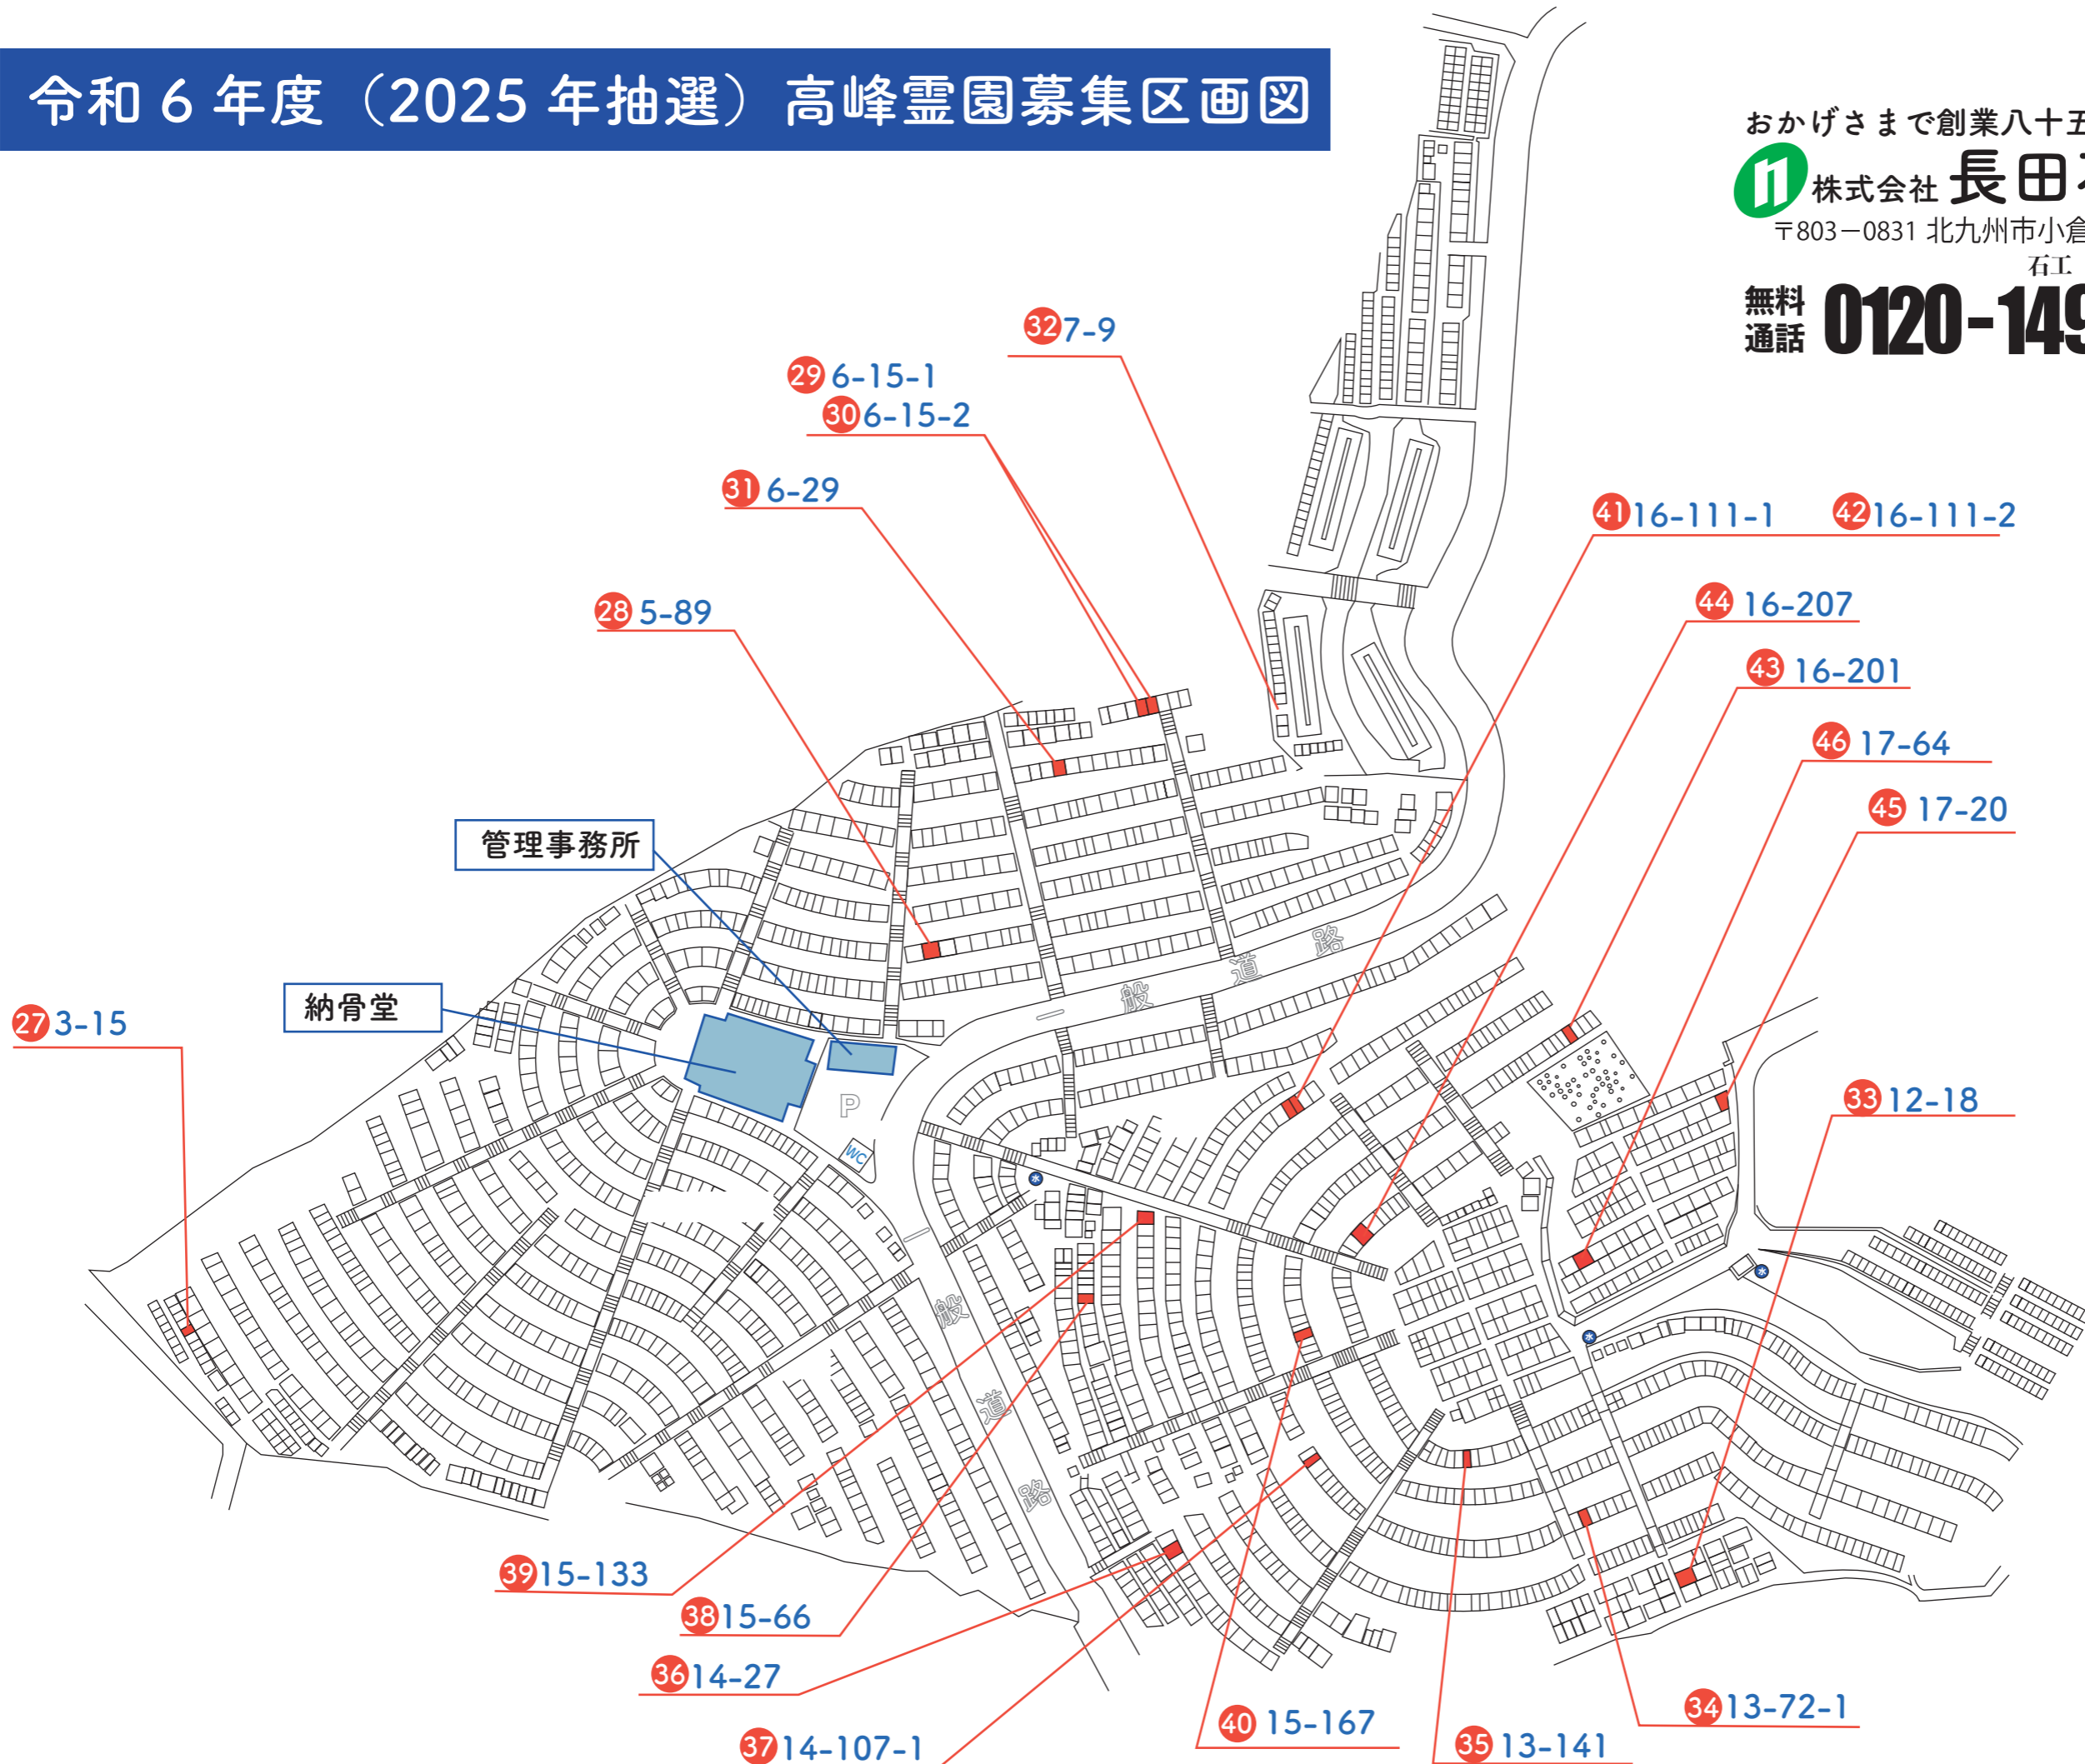 令和 6 年度（2025 年抽選）高峰霊園募集区画図
おかげさまで創業八十五
株式会社 長田
〒803－0831 北九州市小倉
石工
無料
通話 0120-149
32 7-9
29 6-15-1
30 6-15-2
31 6-29
41 16-111-1 42 16-111-2
28 5-89
44 16-207
43 16-201
46 17-64
45 17-20
管理事務所
納骨堂
27 3-15
一般道路
P
WC
33 12-18
水
水
水
一般道路
39 15-133
38 15-66
36 14-27
37 14-107-1
40 15-167
35 13-141
34 13-72-1